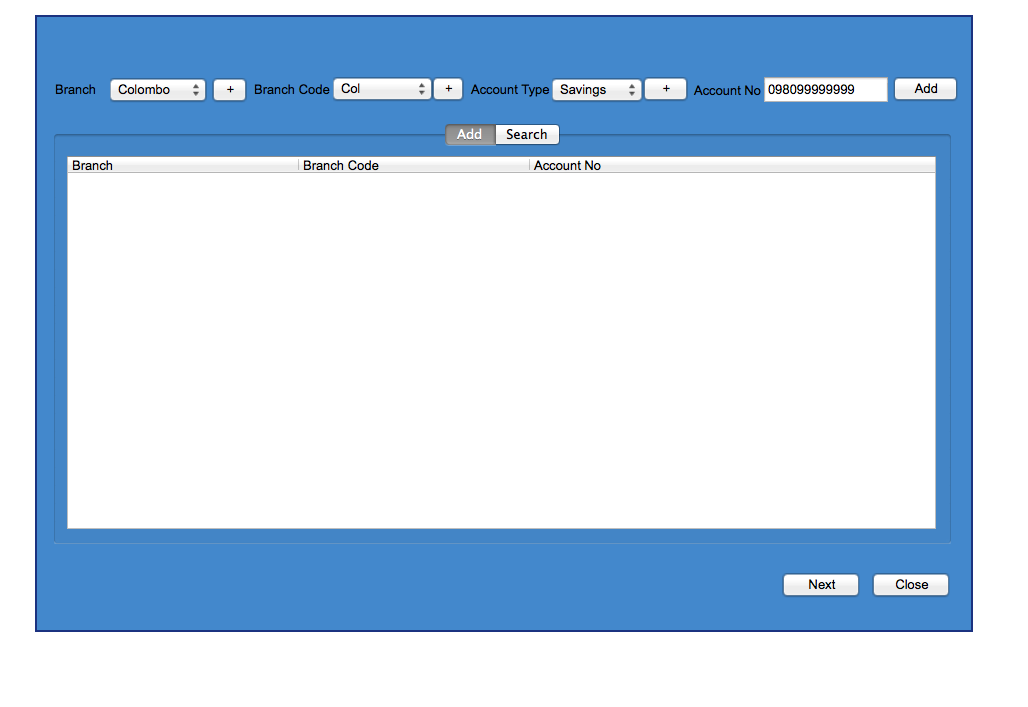 Branch Colombo + Branch Code Col + Account Type Savings + Account No 098099999999 Add
Add Search
Branch Branch Code Account No
Next Close